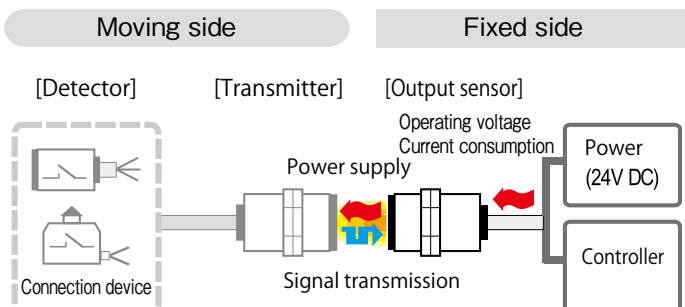 Moving side
Fixed side
[Detector]
[Transmitter]
[Output sensor]
Operating voltage
Current consumption
Power supply
Power
(24V DC)
Controller
Connection device
Signal transmission